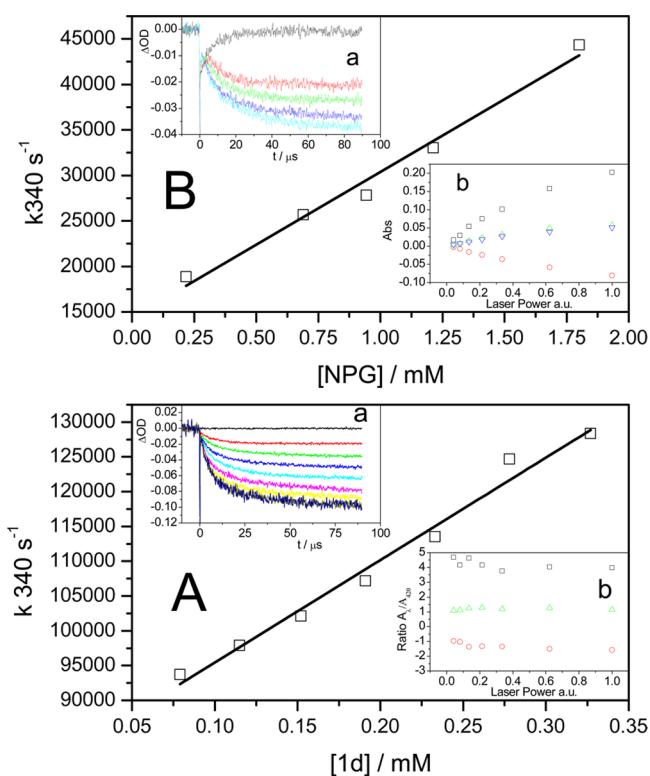 45000
40000
35000
30000
25000
20000
15000
k340 s-1
0.00 0.25 0.50 0.75 1.00 1.25 1.50 1.75 2.00
[NPG] / mM
B
a
0.00
-0.01
-0.02
-0.03
-0.04
ΔOD
0 20 40 60 80 100
t / μs
b
0.20
0.15
0.10
0.05
0.00
-0.05
-0.10
Abs
0.0 0.2 0.4 0.6 0.8 1.0
Laser Power a.u.
130000
125000
120000
115000
110000
105000
100000
95000
90000
k 340 s-1
0.05 0.10 0.15 0.20 0.25 0.30 0.35
[1d] / mM
A
a
0.02
0.00
-0.02
-0.04
-0.06
-0.08
-0.10
-0.12
ΔOD
0 25 50 75 100
t / μs
b
5
4
3
2
1
0
-1
-2
-3
Ratio Aλ/A428
0.0 0.2 0.4 0.6 0.8 1.0
Laser Power a.u.